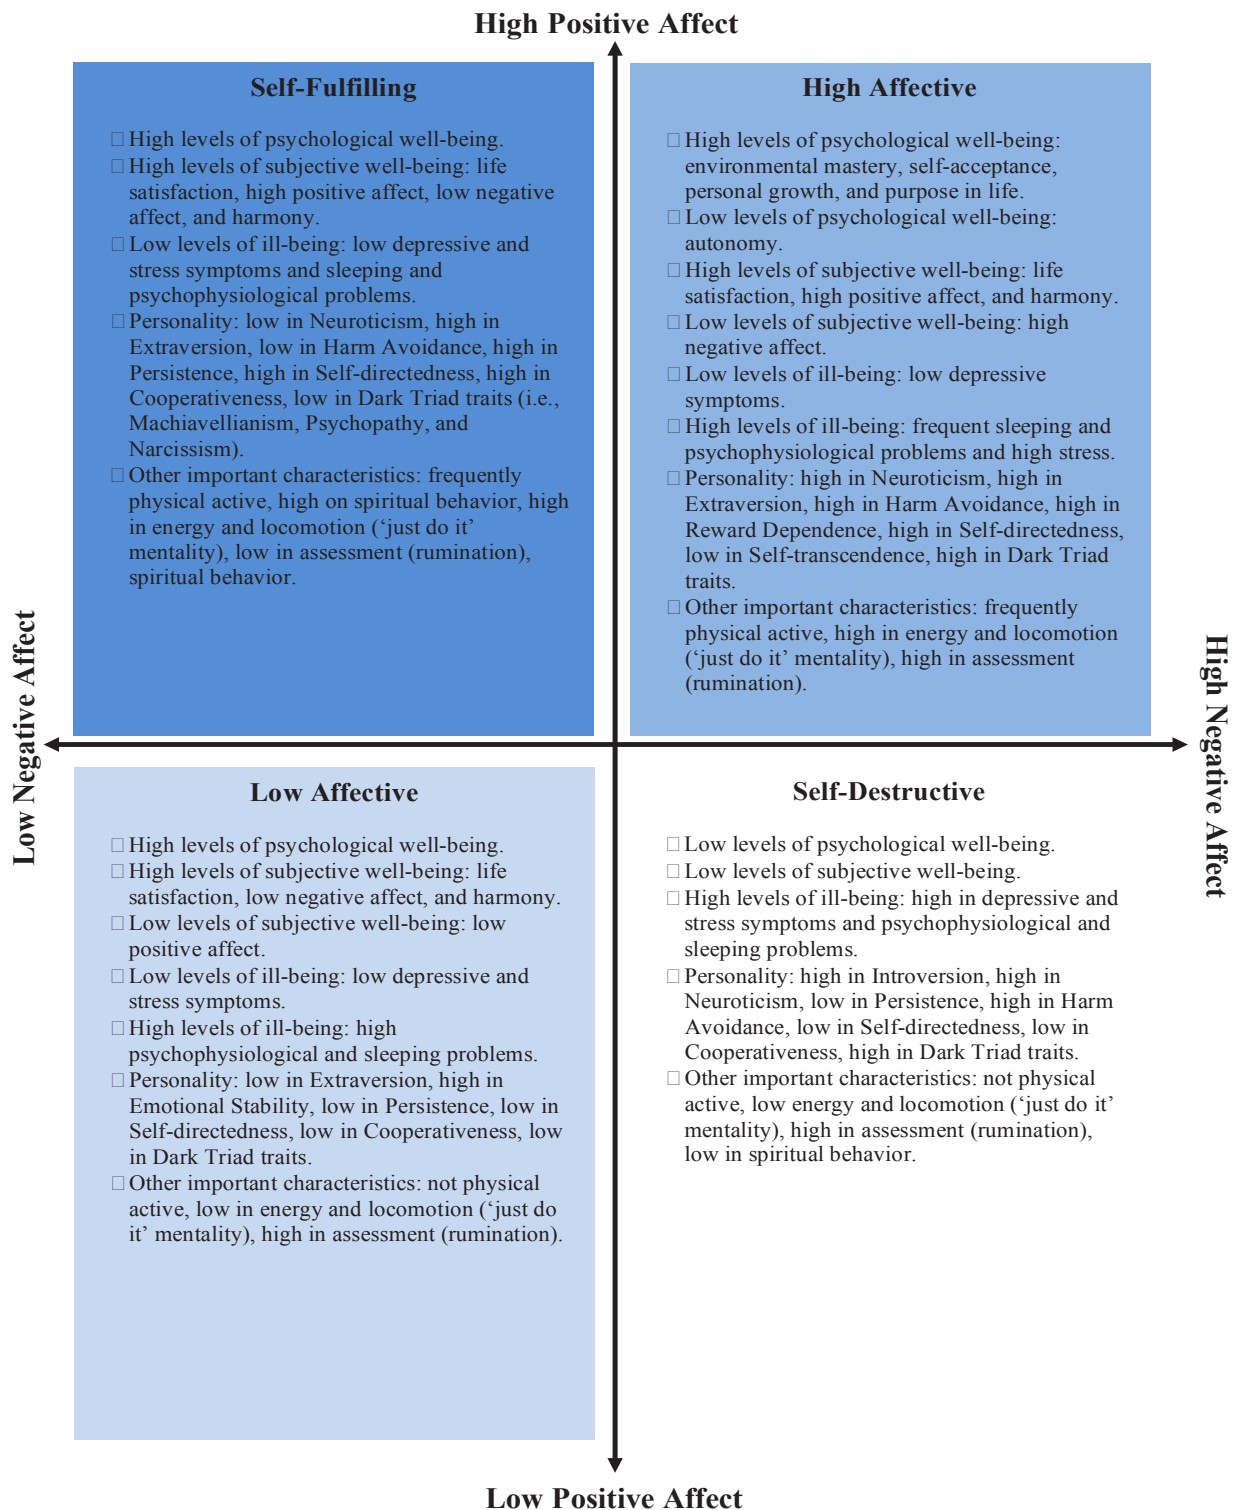 High Positive Affect
Self-Fulfilling
□ High levels of psychological well-being.
□ High levels of subjective well-being: life
satisfaction, high positive affect, low negative
affect, and harmony.
□ Low levels of ill-being: low depressive and
stress symptoms and sleeping and
psychophysiological problems.
□ Personality: low in Neuroticism, high in
Extraversion, low in Harm Avoidance, high in
Persistence, high in Self-directedness, high in
Cooperativeness, low in Dark Triad traits (i.e.,
Machiavellianism, Psychopathy, and
Narcissism).
□ Other important characteristics: frequently
physical active, high on spiritual behavior, high
in energy and locomotion (‘just do it’
mentality), low in assessment (rumination),
spiritual behavior.
High Affective
□ High levels of psychological well-being:
environmental mastery, self-acceptance,
personal growth, and purpose in life.
□ Low levels of psychological well-being:
autonomy.
□ High levels of subjective well-being: life
satisfaction, high positive affect, and harmony.
□ Low levels of subjective well-being: high
negative affect.
□ Low levels of ill-being: low depressive
symptoms.
□ High levels of ill-being: frequent sleeping and
psychophysiological problems and high stress.
□ Personality: high in Neuroticism, high in
Extraversion, high in Harm Avoidance, high in
Reward Dependence, high in Self-directedness,
low in Self-transcendence, high in Dark Triad
traits.
□ Other important characteristics: frequently
physical active, high in energy and locomotion
(‘just do it’ mentality), high in assessment
(rumination).
Low Negative Affect
High Negative Affect
Low Affective
□ High levels of psychological well-being.
□ High levels of subjective well-being: life
satisfaction, low negative affect, and harmony.
□ Low levels of subjective well-being: low
positive affect.
□ Low levels of ill-being: low depressive and
stress symptoms.
□ High levels of ill-being: high
psychophysiological and sleeping problems.
□ Personality: low in Extraversion, high in
Emotional Stability, low in Persistence, low in
Self-directedness, low in Cooperativeness, low
in Dark Triad traits.
□ Other important characteristics: not physical
active, low in energy and locomotion (‘just do
it’ mentality), high in assessment (rumination).
Self-Destructive
□ Low levels of psychological well-being.
□ Low levels of subjective well-being.
□ High levels of ill-being: high in depressive and
stress symptoms and psychophysiological and
sleeping problems.
□ Personality: high in Introversion, high in
Neuroticism, low in Persistence, high in Harm
Avoidance, low in Self-directedness, low in
Cooperativeness, high in Dark Triad traits.
□ Other important characteristics: not physical
active, low energy and locomotion (‘just do it’
mentality), high in assessment (rumination),
low in spiritual behavior.
Low Positive Affect